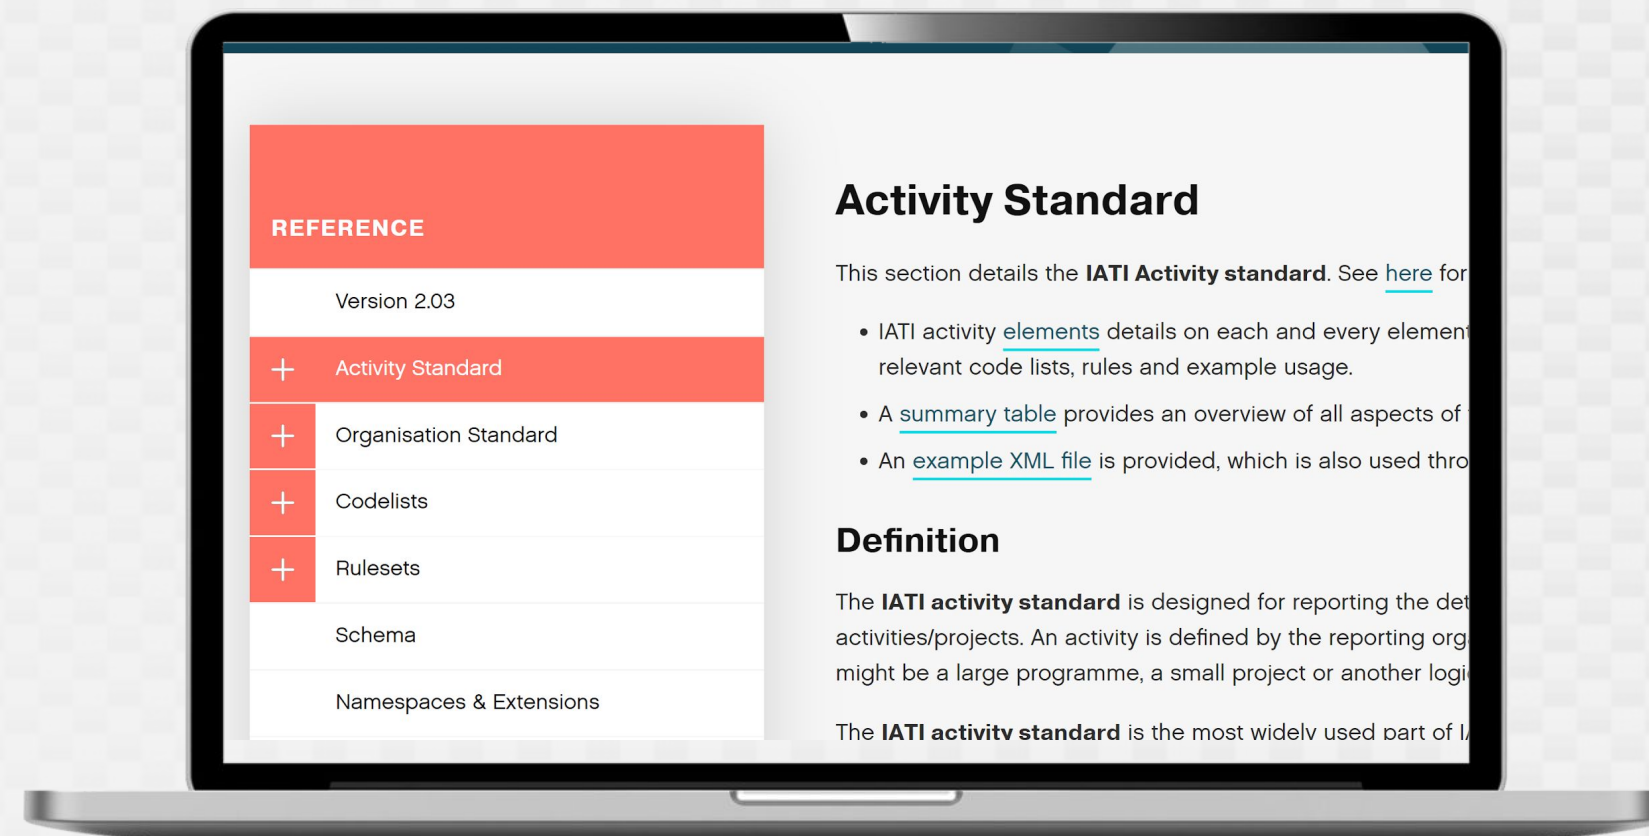 REFERENCE
Version 2.03
Activity Standard
Organisation Standard
Codelists
Rulesets
Schema
Namespaces & Extensions
Activity Standard
This section details the IATI Activity standard. See here for
• IATI activity elements details on each and every element
relevant code lists, rules and example usage.
• A summary table provides an overview of all aspects of
• An example XML file is provided, which is also used thro
Definition
The IATI activity standard is designed for reporting the det
activities/projects. An activity is defined by the reporting org
might be a large programme, a small project or another logi
The IATI activity standard is the most widely used part of